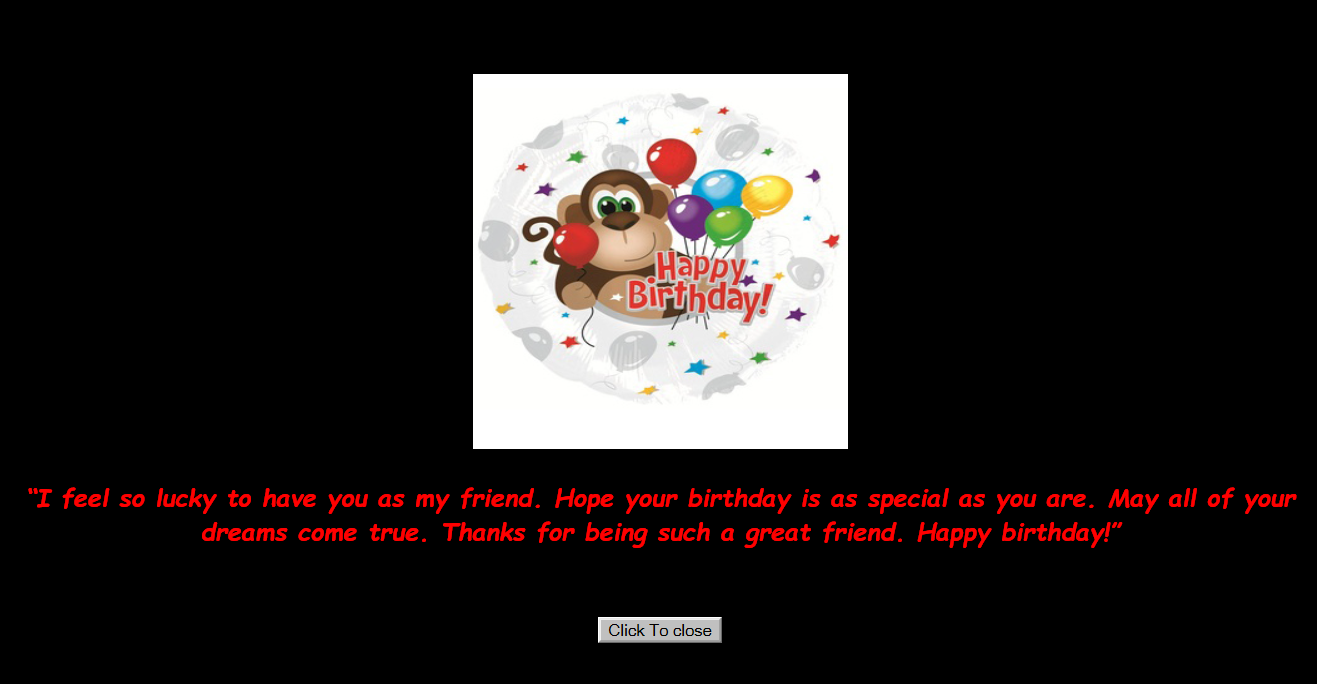 Happy
Birthday!
“I feel so lucky to have you as my friend. Hope your birthday is as special as you are. May all of your
dreams come true. Thanks for being such a great friend. Happy birthday!”
Click To close